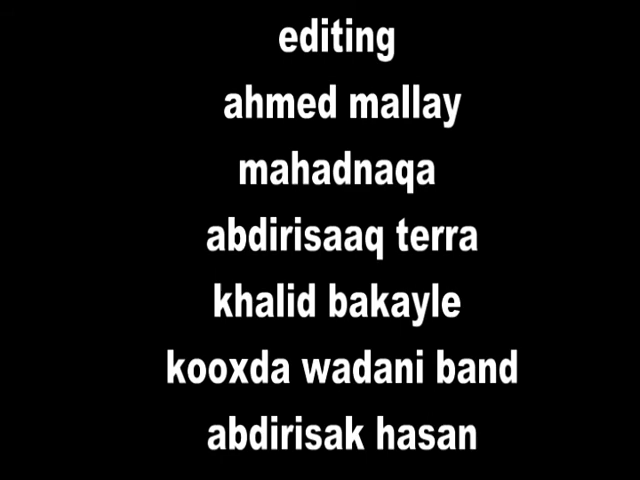 editing
ahmed mallay
mahadnaqa
abdirisaaq terra
khalid bakayle
kooxda wadani band
abdirisak hasan